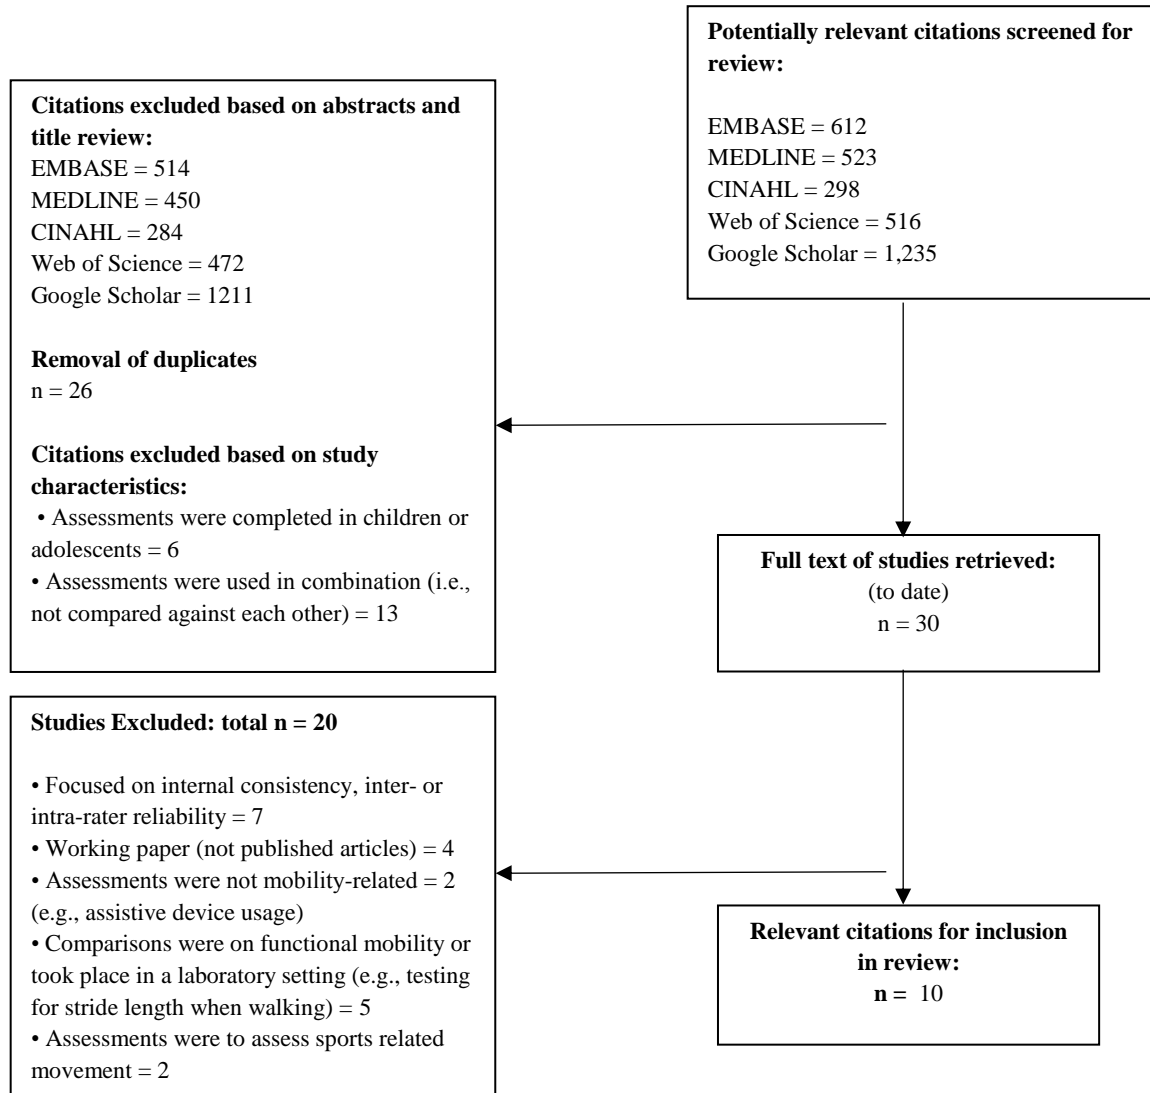 Potentially relevant citations screened for
review:
EMBASE = 612
MEDLINE = 523
CINAHL = 298
Web of Science = 516
Google Scholar = 1,235
Citations excluded based on abstracts and
title review:
EMBASE = 514
MEDLINE = 450
CINAHL = 284
Web of Science = 472
Google Scholar = 1211
Removal of duplicates
n = 26
Citations excluded based on study
characteristics:
• Assessments were completed in children or
adolescents = 6
• Assessments were used in combination (i.e.,
not compared against each other) = 13
Full text of studies retrieved:
(to date)
n = 30
Studies Excluded: total n = 20
• Focused on internal consistency, inter- or
intra-rater reliability = 7
• Working paper (not published articles) = 4
• Assessments were not mobility-related = 2
(e.g., assistive device usage)
• Comparisons were on functional mobility or
took place in a laboratory setting (e.g., testing
for stride length when walking) = 5
• Assessments were to assess sports related
movement = 2
Relevant citations for inclusion
in review:
n = 10